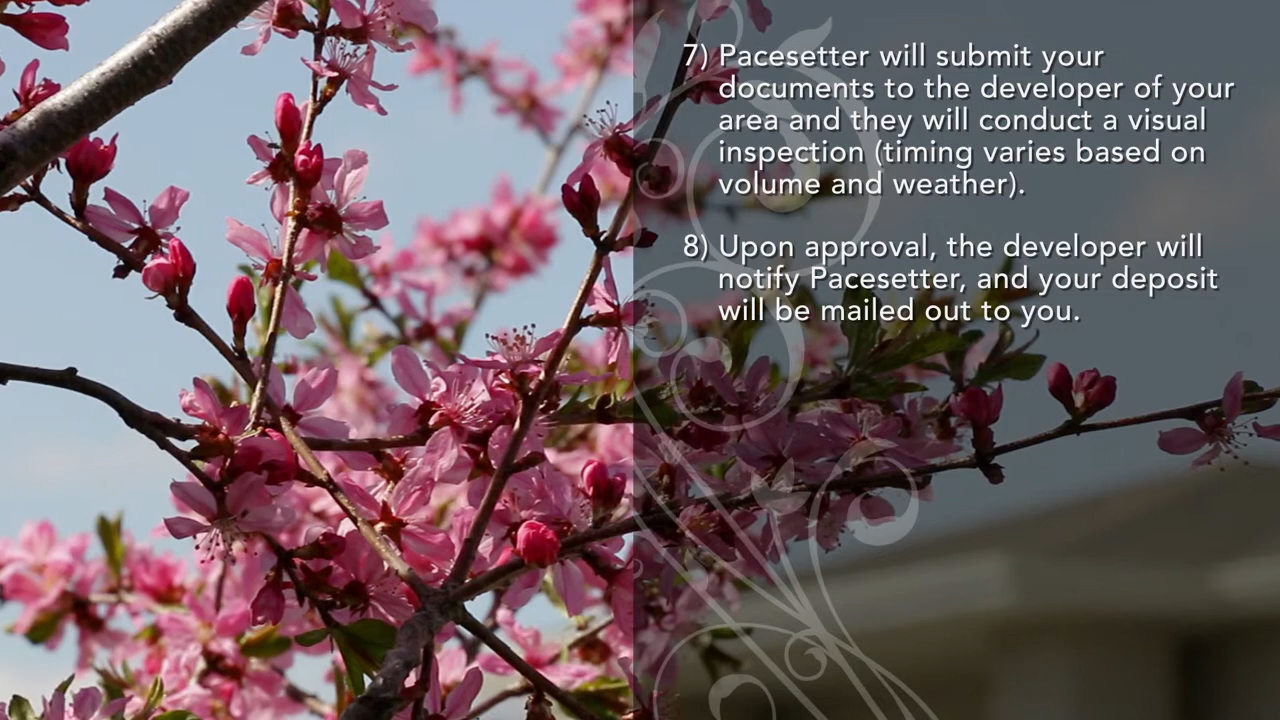 7) Pacesetter will submit your
documents to the developer of your
area and they will conduct a visual
inspection (timing varies based on
volume and weather).
8) Upon approval, the developer will
notify Pacesetter, and your deposit
will be mailed out to you.